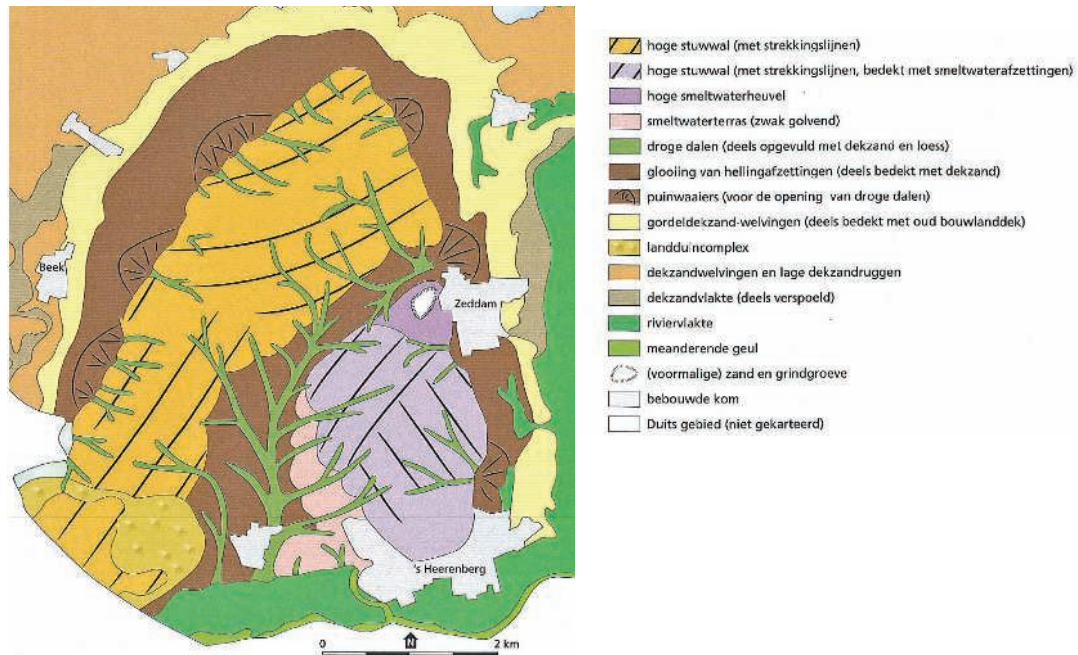 Beek
Zeddam
's Heerenberg
0
N
2 km
hoge stuwwal (met strekkingslijnen)
hoge stuwwal (met strekkingslijnen, bedekt met smeltwaterafzettingen)
hoge smeltwaterheuvel
smeltwaterterras (zwak golvend)
droge dalen (deels opgevuld met dekzand en loess)
glooiing van hellingafzettingen (deels bedekt met dekzand)
puinwaaiers (voor de opening van droge dalen)
gordeldekzand-welvingen (deels bedekt met oud bouwlanddek)
landduincomplex
dekzandwelvingen en lage dekzandruggen
dekzandvlakte (deels verspoeld)
riviervlakte
meanderende geul
(voormalige) zand en grindgroeve
bebouwde kom
Duits gebied (niet gekarteerd)